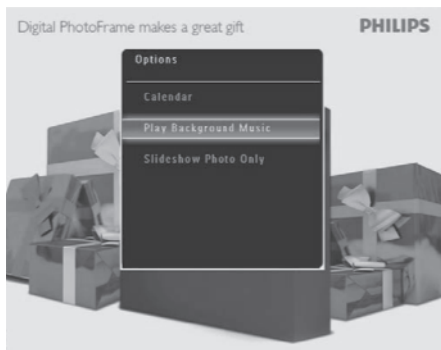 Digital PhotoFrame makes a great gift PHILIPS
Options
Calendar
Play Background Music
Slideshow Photo Only